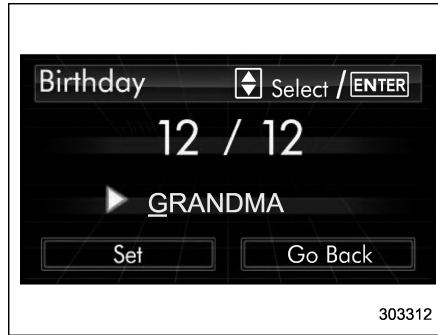 Birthday Select / ENTER
12 / 12
GRANDMA
Set Go Back
303312